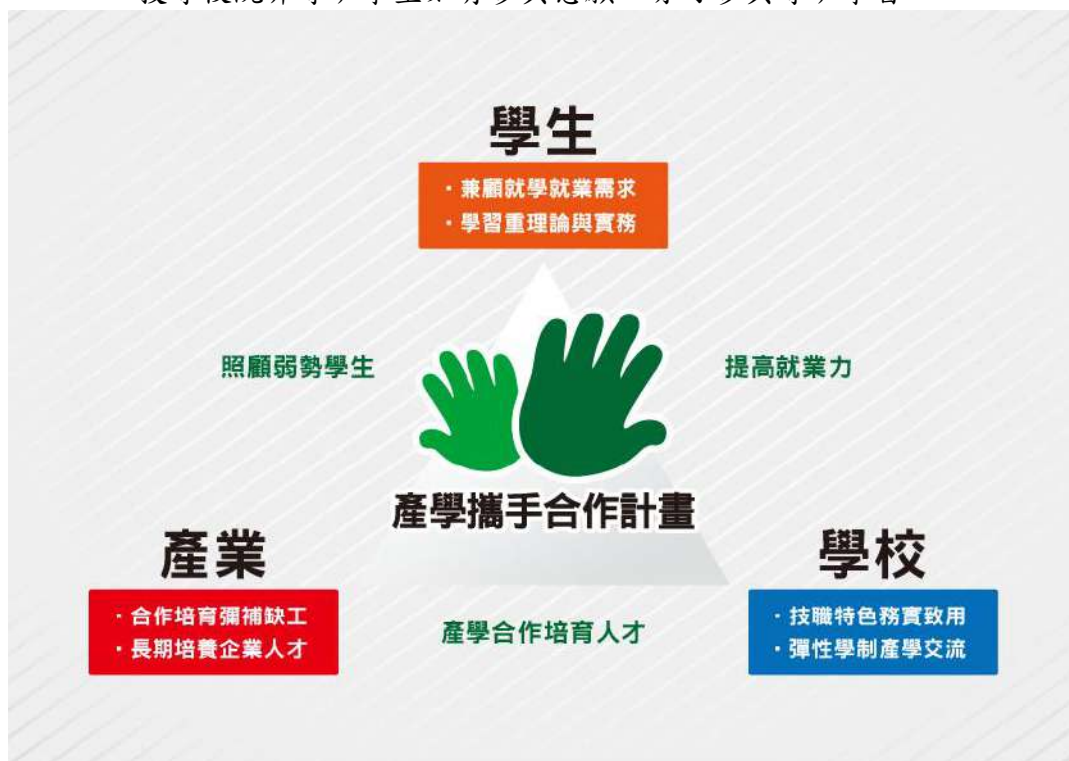 學生
・兼顧就學就業需求
・學習重理論與實務
照顧弱勢學生
提高就業力
產學攜手合作計畫
產業
・合作培育彌補缺工
・長期培養企業人才
產學合作培育人才
學校
・技職特色務實致用
・彈性學制產學交流